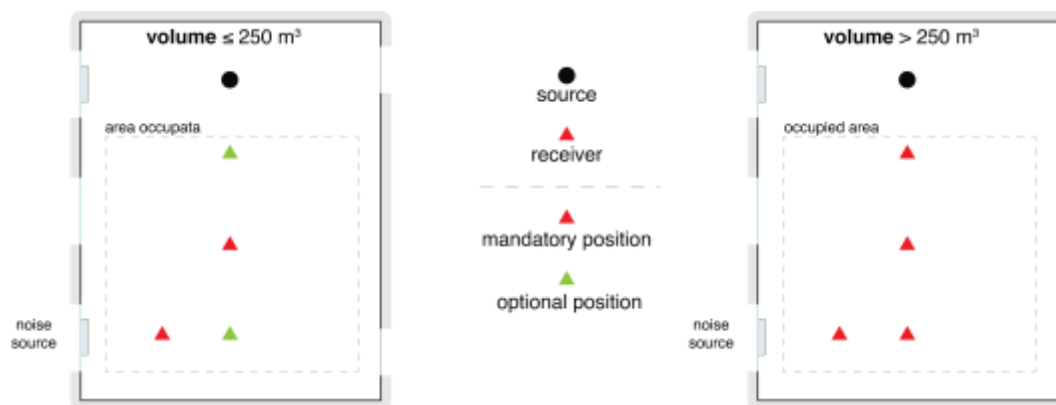 volume ≤ 250 m³
area occupata
noise
source
source
receiver
mandatory position
optional position
volume > 250 m³
occupied area
noise
source